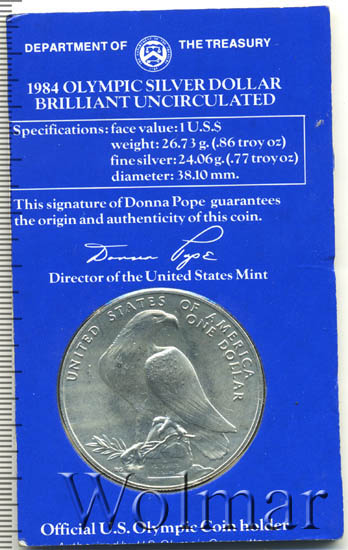 DEPARTMENT OF THE TREASURY
1984 OLYMPIC SILVER DOLLAR
BRILLIANT UNCIRCULATED
Specifications: face value: 1 U.S.$
weight: 26.73 g. (.86 troy oz)
fine silver: 24.06g. (.77 troy oz)
diameter: 38.10 mm.
This signature of Donna Pope guarantees
the origin and authenticity of this coin.
Donna Pope
Director of the United States Mint
UNITED STATES OF AMERICA
ONE DOLLAR
Wolmar
Official U.S. Olympic Coin holder